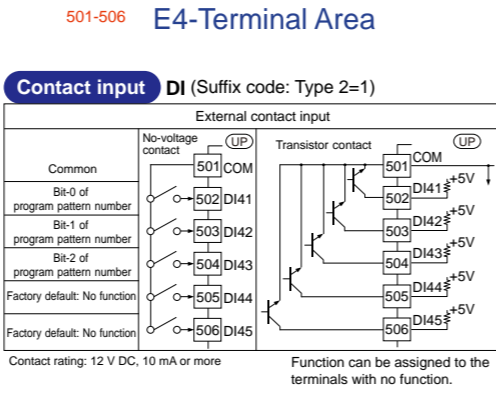 501-506 E4-Terminal Area
Contact input DI (Suffix code: Type 2=1)
External contact input
No-voltage
contact
UP
Transistor contact
UP
Common
501 COM
501 COM
Bit-0 of
program pattern number
502 DI41
502 DI41 +5V
Bit-1 of
program pattern number
503 DI42
503 DI42 +5V
Bit-2 of
program pattern number
504 DI43
504 DI43 +5V
Factory default: No function
505 DI44
505 DI44 +5V
Factory default: No function
506 DI45
506 DI45 +5V
Contact rating: 12 V DC, 10 mA or more
Function can be assigned to the
terminals with no function.